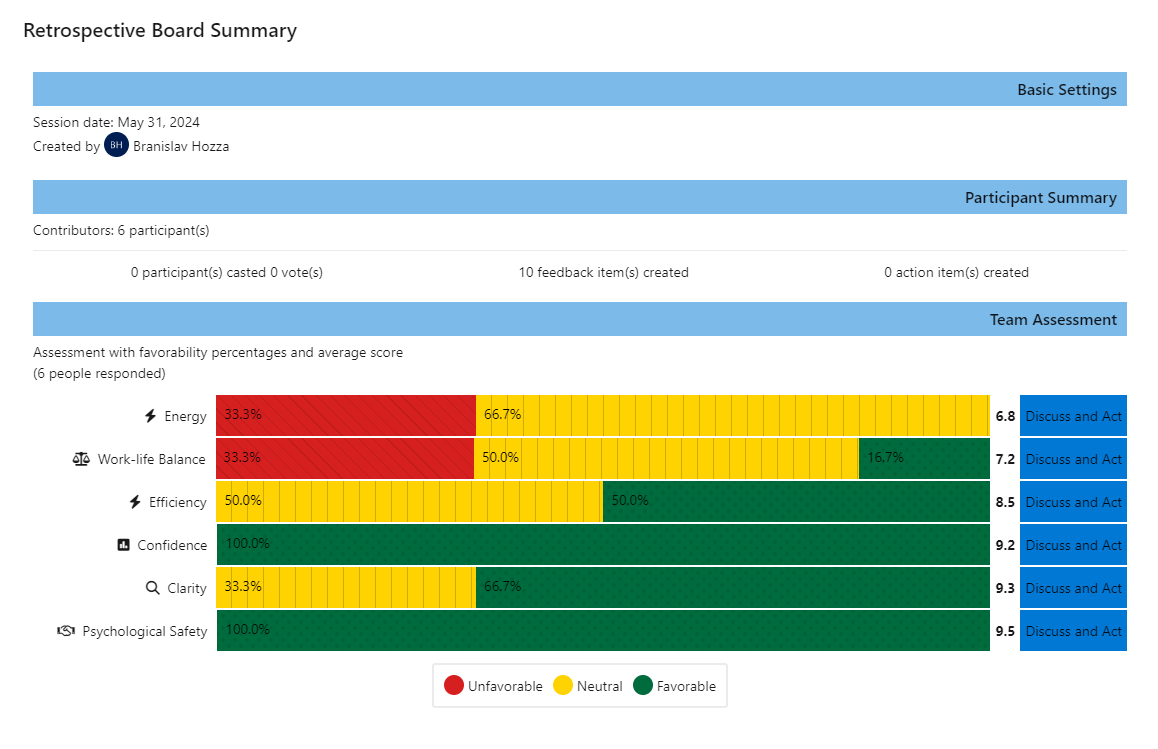 Retrospective Board Summary
Basic Settings
Session date: May 31, 2024
Created by BH Branislav Hozza
Participant Summary
Contributors: 6 participant(s)
0 participant(s) casted 0 vote(s) 10 feedback item(s) created 0 action item(s) created
Team Assessment
Assessment with favorability percentages and average score
(6 people responded)
Energy 33.3% 66.7% 6.8 Discuss and Act
Work-life Balance 33.3% 50.0% 16.7% 7.2 Discuss and Act
Efficiency 50.0% 50.0% 8.5 Discuss and Act
Confidence 100.0% 9.2 Discuss and Act
Clarity 33.3% 66.7% 9.3 Discuss and Act
Psychological Safety 100.0% 9.5 Discuss and Act
Unfavorable Neutral Favorable